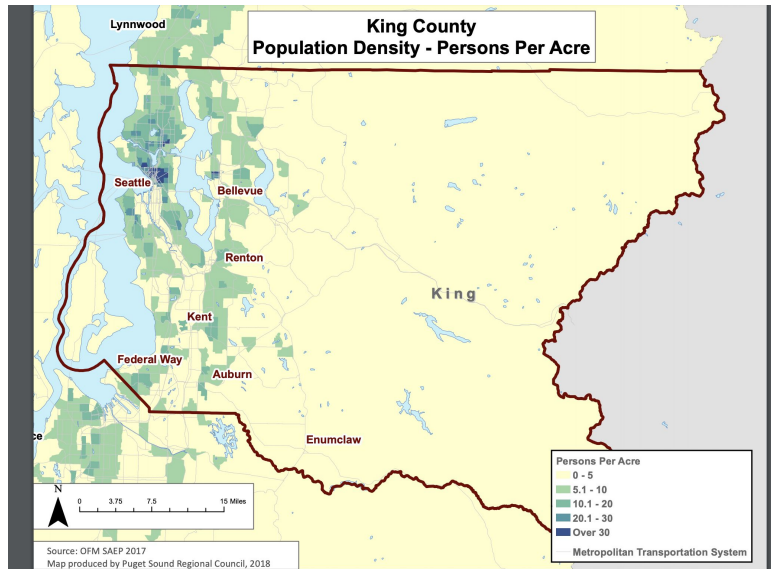 King County
Population Density - Persons Per Acre
Lynnwood
Seattle
Bellevue
Renton
King
Kent
Federal Way
Auburn
ce
Enumclaw
N
0 3.75 7.5 15 Miles
Persons Per Acre
0 - 5
5.1 - 10
10.1 - 20
20.1 - 30
Over 30
Metropolitan Transportation System
Source: OFM SAEP 2017
Map produced by Puget Sound Regional Council, 2018